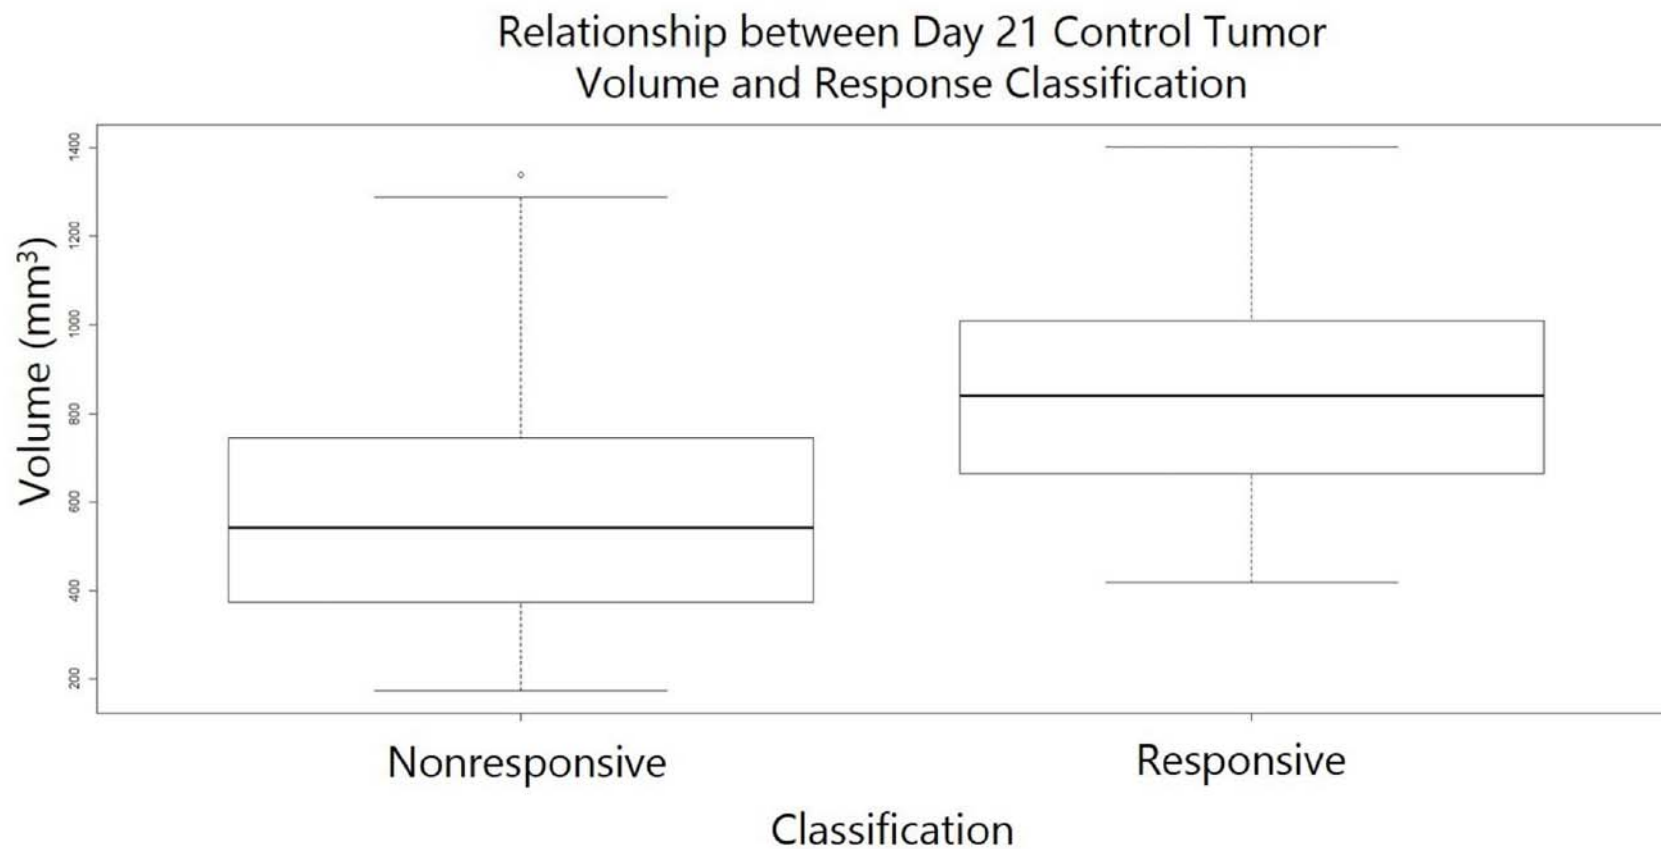 Relationship between Day 21 Control Tumor
Volume and Response Classification
Volume (mm³)
1400
1200
1000
800
600
400
200
Nonresponsive
Responsive
Classification